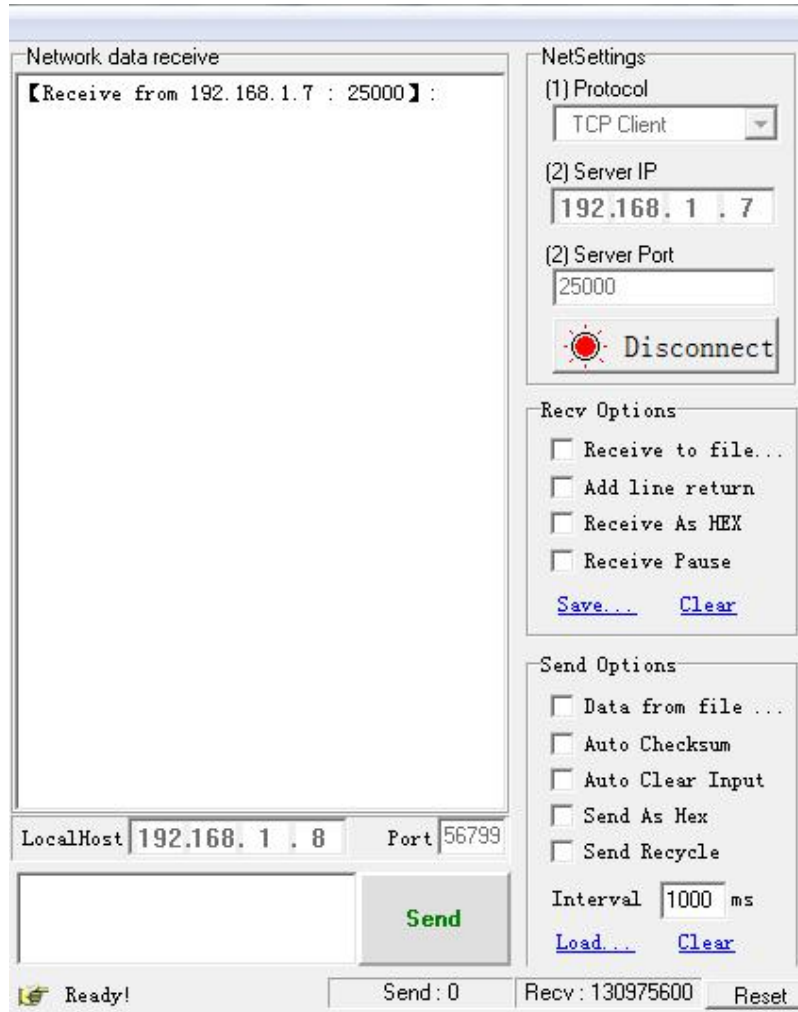 Network data receive
【Receive from 192.168.1.7 : 25000】:
LocalHost 192.168. 1 . 8 Port 56799
Send
NetSettings
(1) Protocol
TCP Client
(2) Server IP
192.168. 1 . 7
(2) Server Port
25000
Disconnect
Recv Options
Receive to file...
Add line return
Receive As HEX
Receive Pause
Save... Clear
Send Options
Data from file ...
Auto Checksum
Auto Clear Input
Send As Hex
Send Recycle
Interval 1000 ms
Load... Clear
Ready! Send : 0 Recv : 130975600 Reset